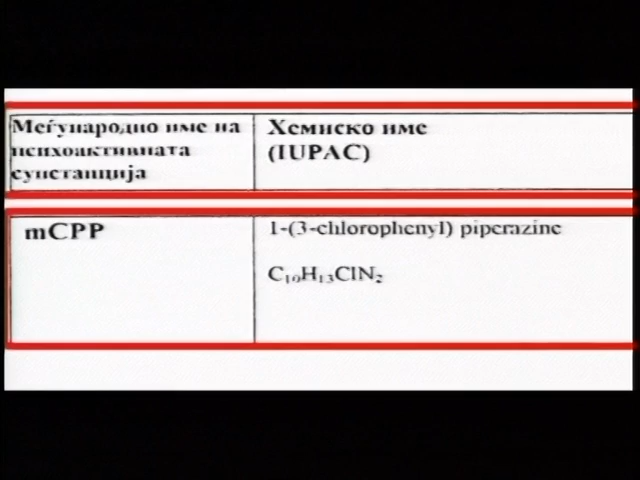 Меѓународно име на
психоактивната
супстанција
Хемиско име
(IUPAC)
mCPP
1-(3-chlorophenyl) piperazine
C₁₀H₁₃ClN₂